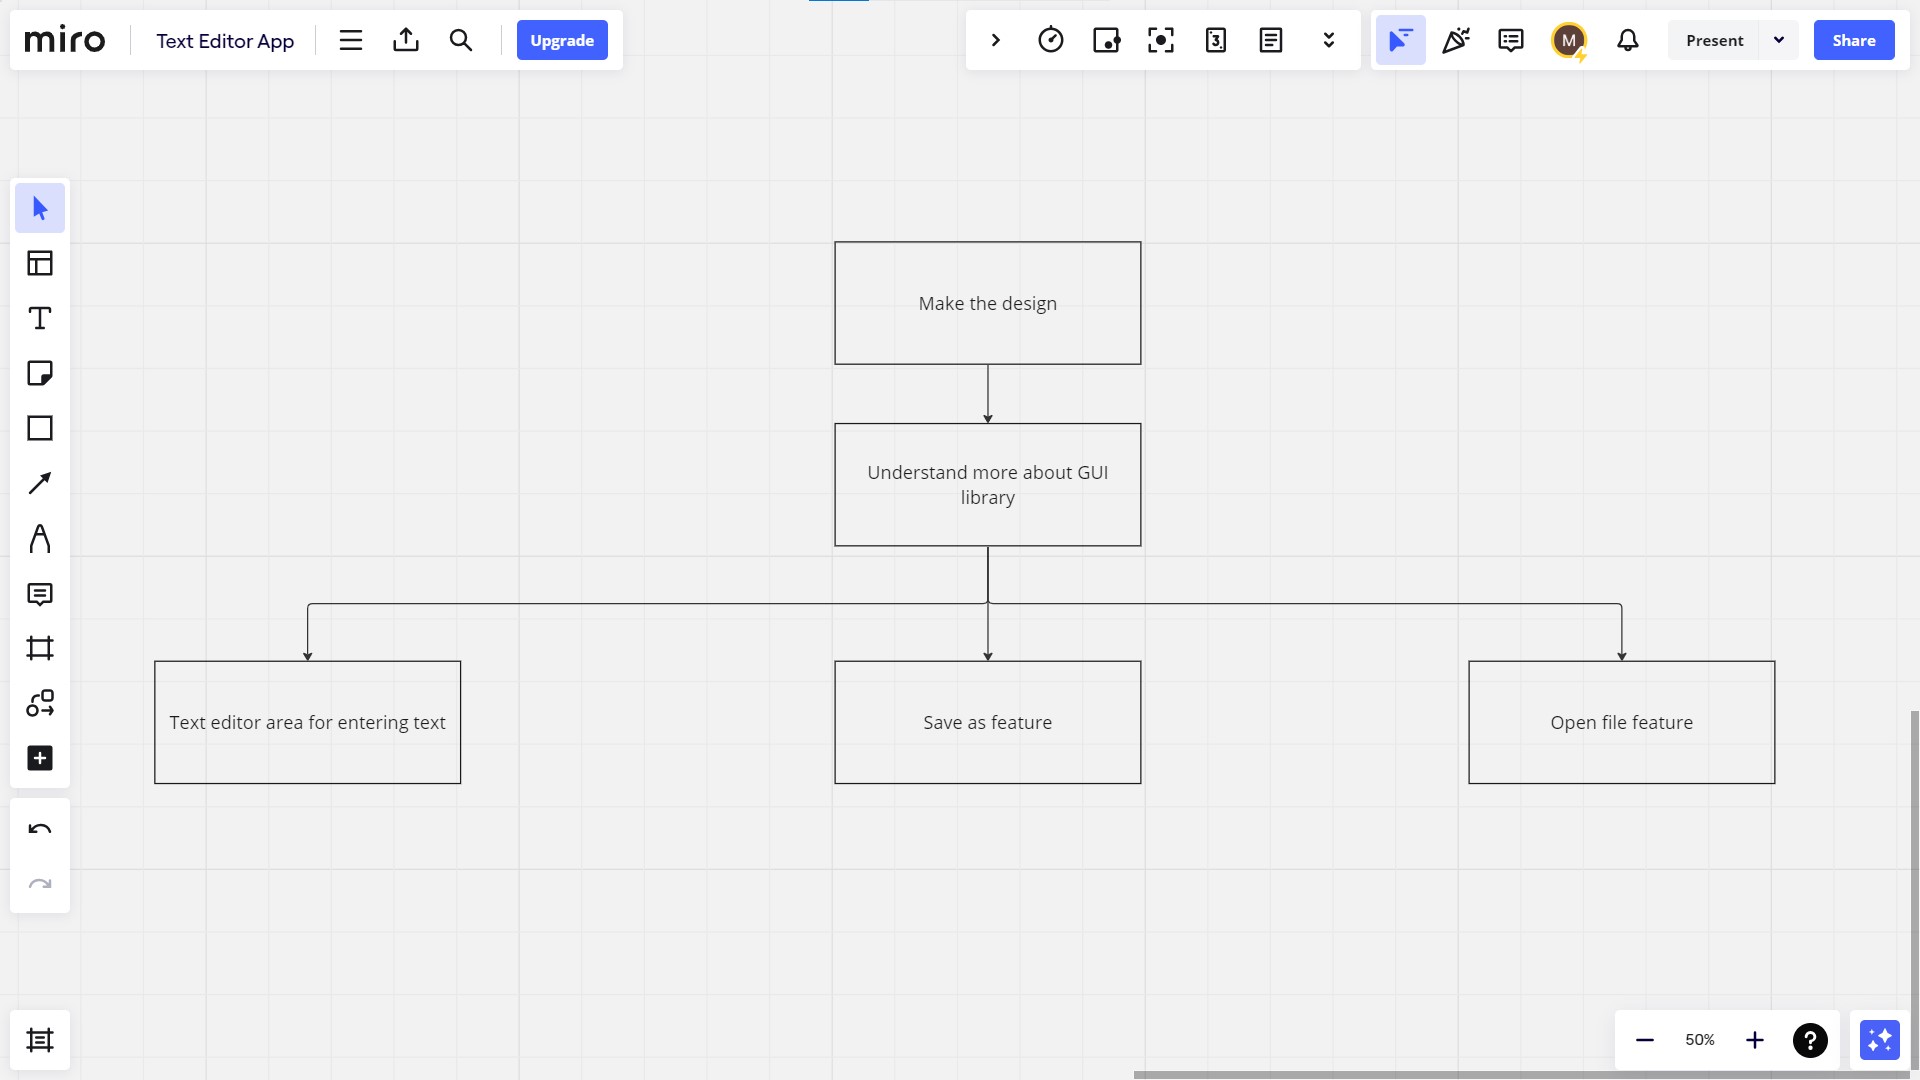 miro
Text Editor App
Upgrade
3
M
Present
Share
Make the design
Understand more about GUI
library
Text editor area for entering text
Save as feature
Open file feature
50%
?